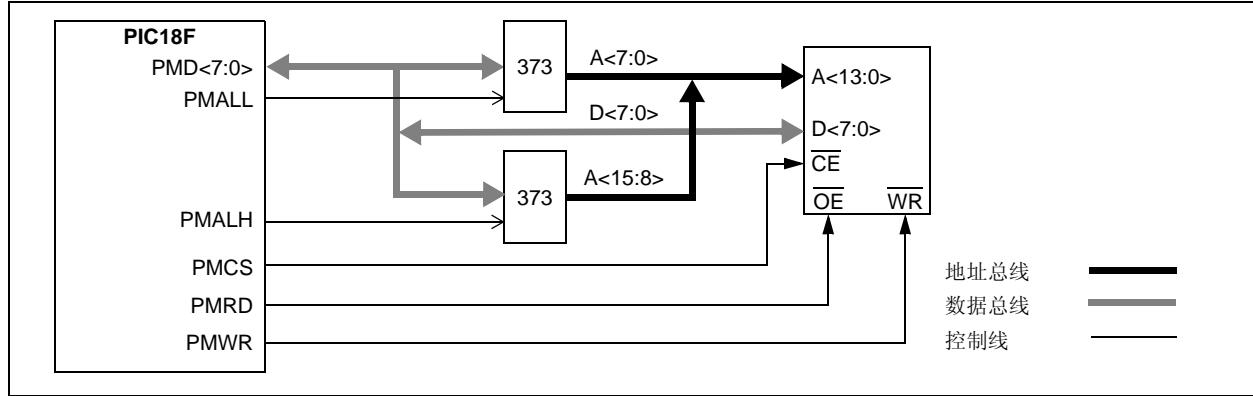 PIC18F
PMD<7:0>
PMALL
PMALH
PMCS
PMRD
PMWR
373
A<7:0>
D<7:0>
373
A<15:8>
A<13:0>
D<7:0>
CE
OE WR
地址总线
数据总线
控制线